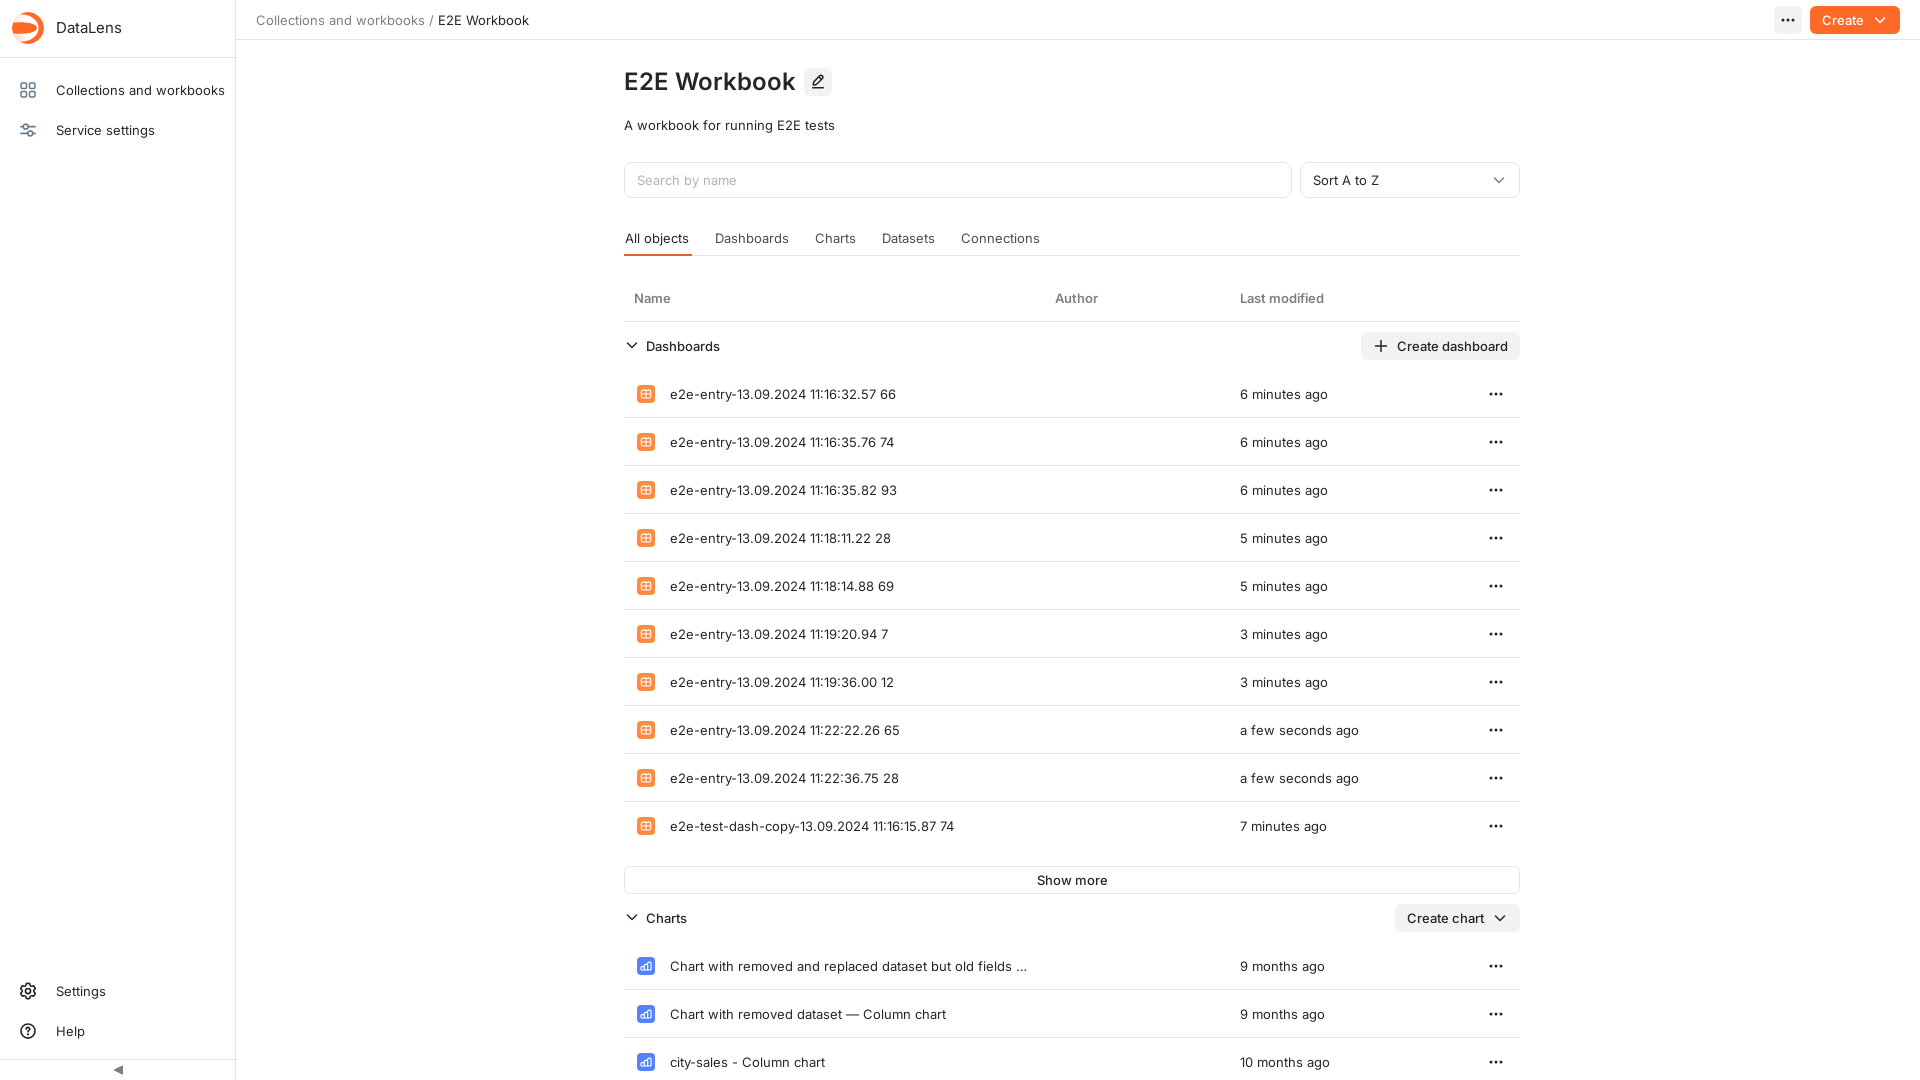 DataLens
Collections and workbooks
Service settings
Settings
Help
Collections and workbooks / E2E Workbook
Create
E2E Workbook
A workbook for running E2E tests
Search by name
Sort A to Z
All objects Dashboards Charts Datasets Connections
Name Author Last modified
Dashboards Create dashboard
e2e-entry-13.09.2024 11:16:32.57 66 6 minutes ago
e2e-entry-13.09.2024 11:16:35.76 74 6 minutes ago
e2e-entry-13.09.2024 11:16:35.82 93 6 minutes ago
e2e-entry-13.09.2024 11:18:11.22 28 5 minutes ago
e2e-entry-13.09.2024 11:18:14.88 69 5 minutes ago
e2e-entry-13.09.2024 11:19:20.94 7 3 minutes ago
e2e-entry-13.09.2024 11:19:36.00 12 3 minutes ago
e2e-entry-13.09.2024 11:22:22.26 65 a few seconds ago
e2e-entry-13.09.2024 11:22:36.75 28 a few seconds ago
e2e-test-dash-copy-13.09.2024 11:16:15.87 74 7 minutes ago
Show more
Charts Create chart
Chart with removed and replaced dataset but old fields ... 9 months ago
Chart with removed dataset — Column chart 9 months ago
city-sales - Column chart 10 months ago